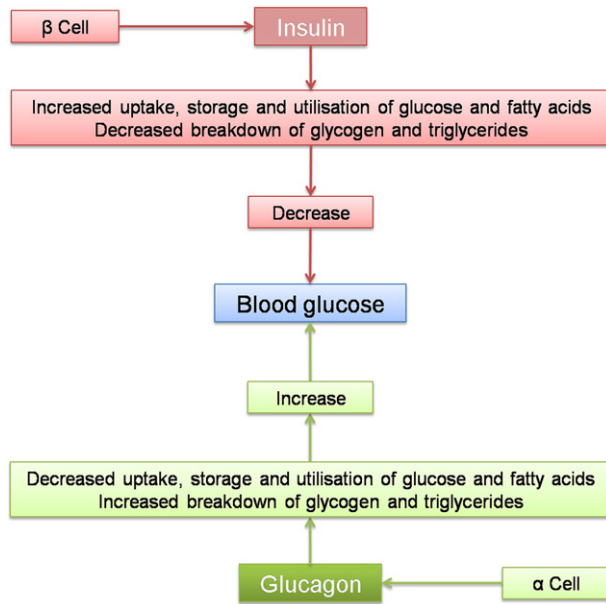 β Cell
Insulin
Increased uptake, storage and utilisation of glucose and fatty acids
Decreased breakdown of glycogen and triglycerides
Decrease
Blood glucose
Increase
Decreased uptake, storage and utilisation of glucose and fatty acids
Increased breakdown of glycogen and triglycerides
Glucagon
α Cell